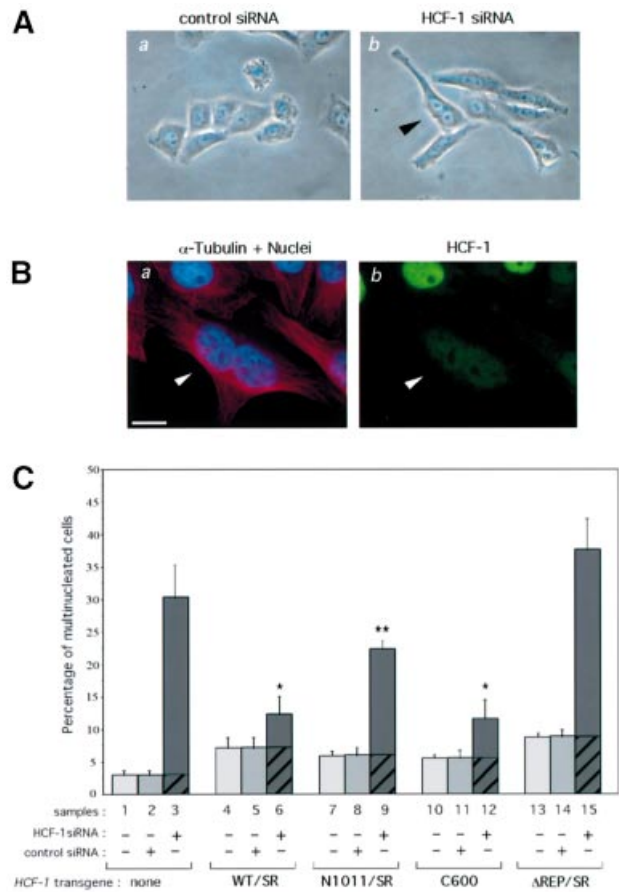 A
control siRNA
HCF-1 siRNA
a
b
B
α-Tubulin + Nuclei
HCF-1
a
b
C
Percentage of multinucleated cells
50
45
40
35
30
25
20
15
10
5
0
*
**
*
samples : 1 2 3 4 5 6 7 8 9 10 11 12 13 14 15
HCF-1siRNA : – – + – – + – – + – – + – – +
control siRNA : – + – – + – – + – – + – – + –
HCF-1 transgene : none WT/SR N1011/SR C600 ΔREP/SR